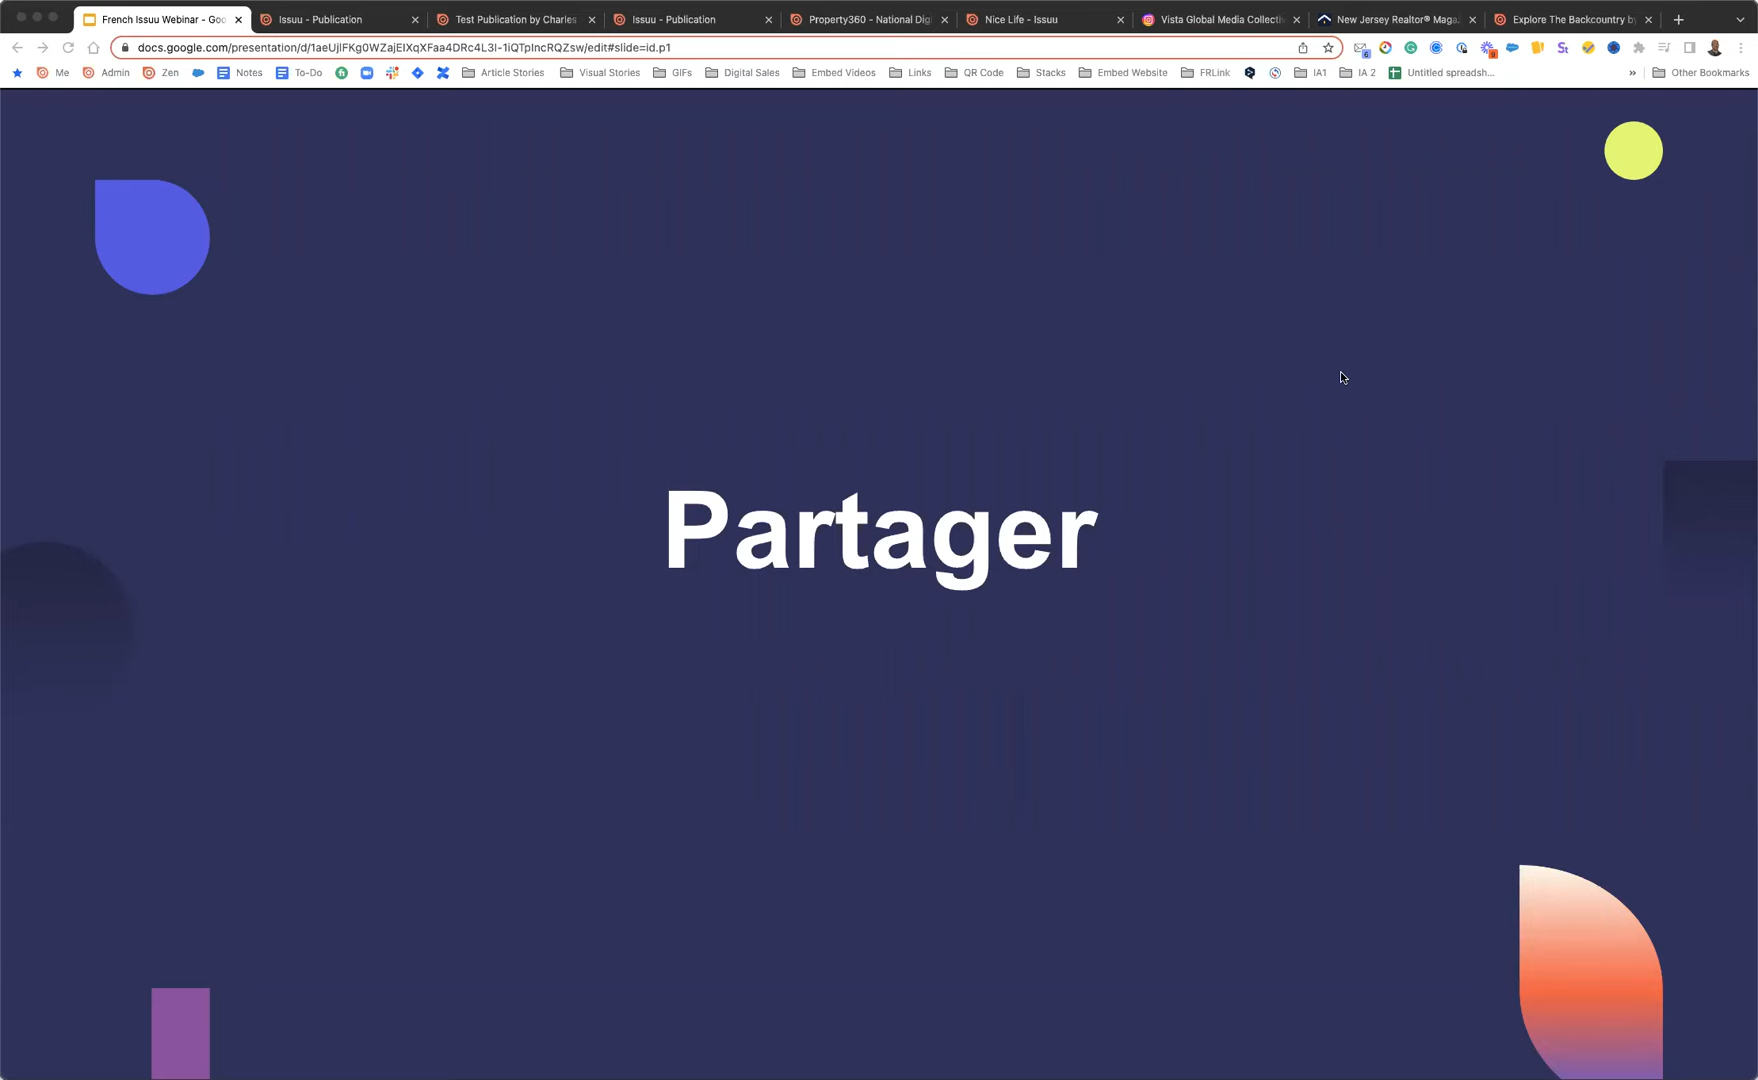 French Issuu Webinar - Goo
Issuu - Publication
Test Publication by Charles
Issuu - Publication
Property360 - National Digi
Nice Life - Issuu
Vista Global Media Collecti
New Jersey Realtor® Maga
Explore The Backcountry by
docs.google.com/presentation/d/1aeUjlFKg0WZajEIXqXFaa4DRc4L3l-1iQTpIncRQZsw/edit#slide=id.p1
Me
Admin
Zen
Notes
To-Do
Article Stories
Visual Stories
GIFs
Digital Sales
Embed Videos
Links
QR Code
Stacks
Embed Website
FRLink
IA1
IA 2
Untitled spreadsh...
Other Bookmarks
Partager